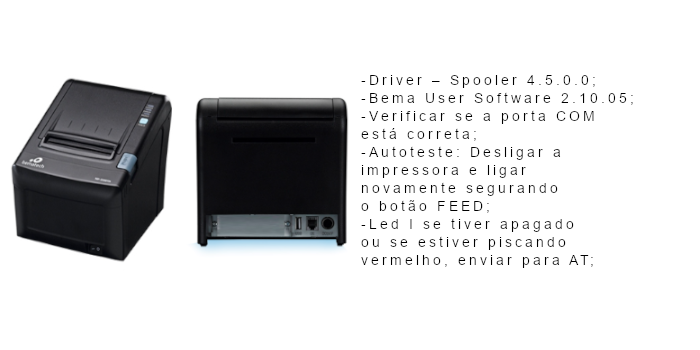 -Driver – Spooler 4.5.0.0;
-Bema User Software 2.10.05;
-Verificar se a porta COM
está correta;
-Autoteste: Desligar a
impressora e ligar
novamente segurando
o botão FEED;
-Led I se tiver apagado
ou se estiver piscando
vermelho, enviar para AT;
bematech